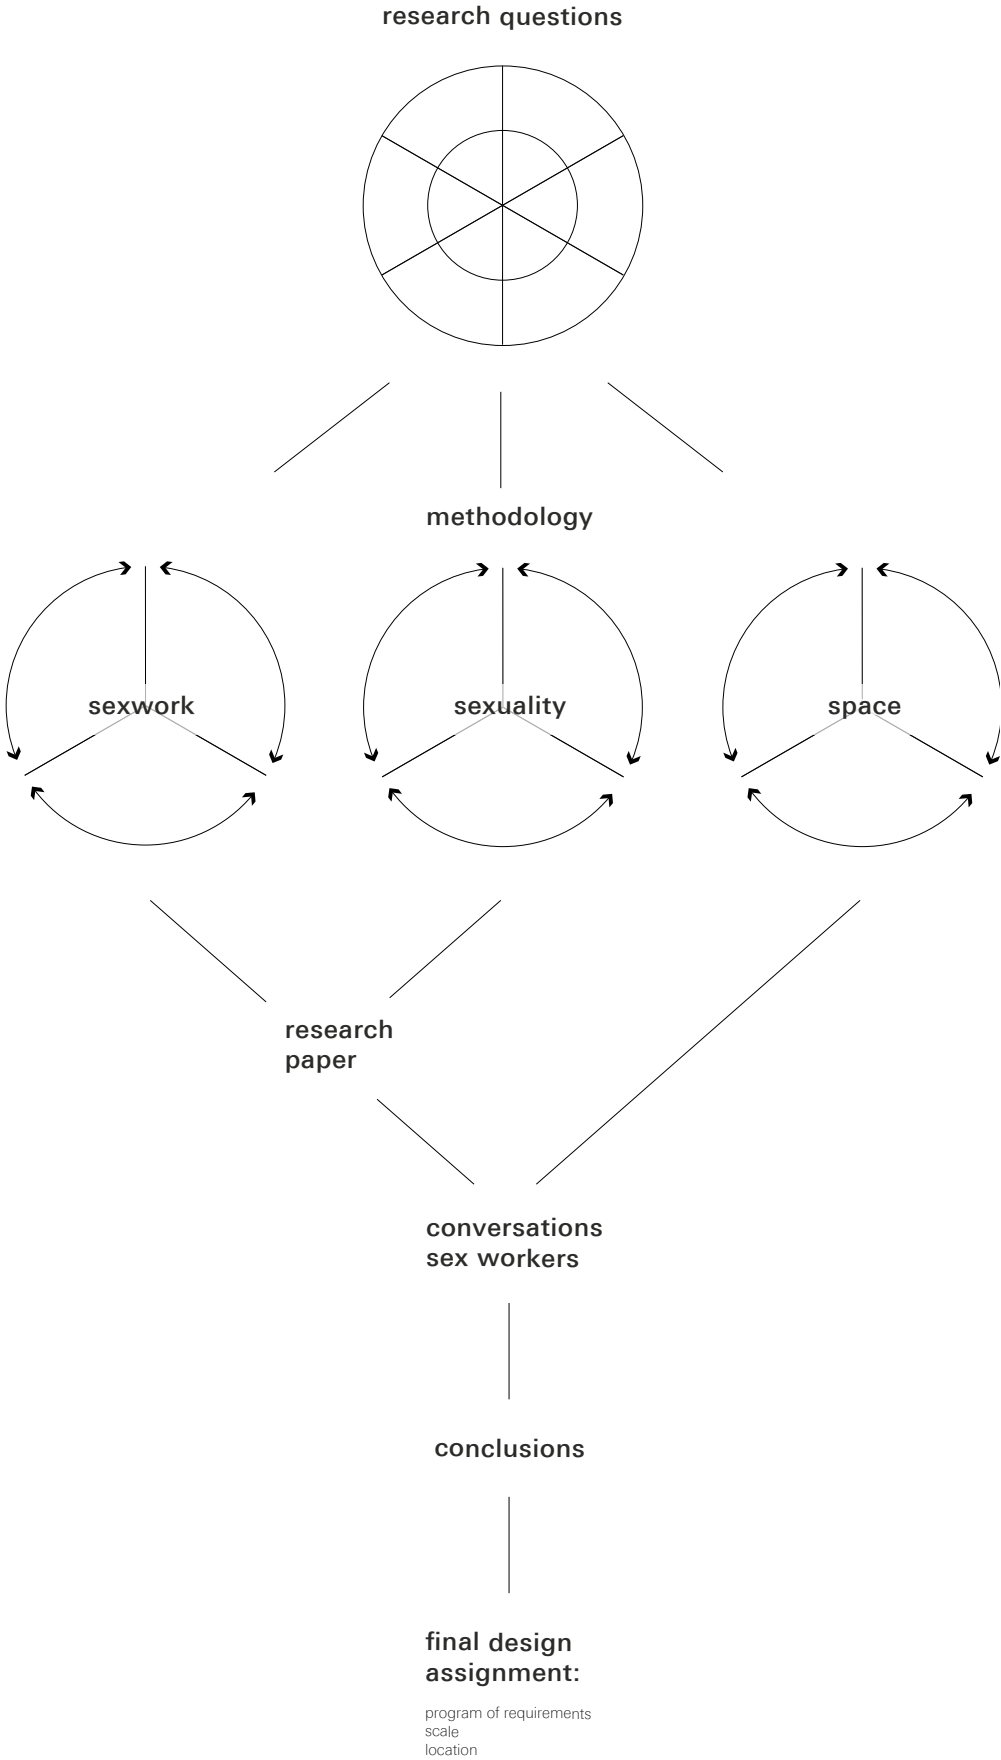 research questions
methodology
sexwork
sexuality
space
research
paper
conversations
sex workers
conclusions
final design
assignment:
program of requirements
scale
location